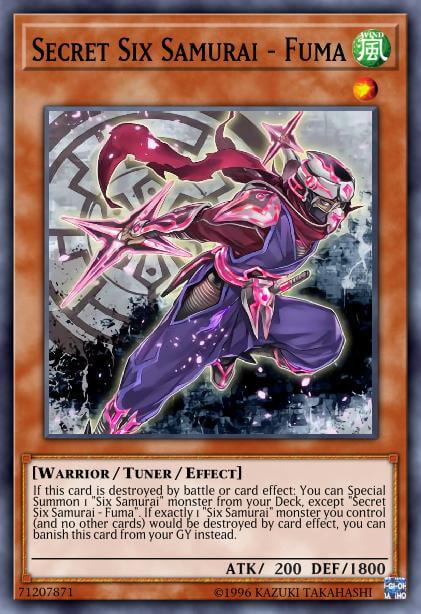 Secret Six Samurai - Fuma
WIND
風
[Warrior / Tuner / Effect]
If this card is destroyed by battle or card effect: You can Special
Summon 1 "Six Samurai" monster from your Deck, except "Secret
Six Samurai - Fuma". If exactly 1 "Six Samurai" monster you control
(and no other cards) would be destroyed by card effect, you can
banish this card from your GY instead.
ATK/ 200 DEF/1800
71207871
©1996 KAZUKI TAKAHASHI